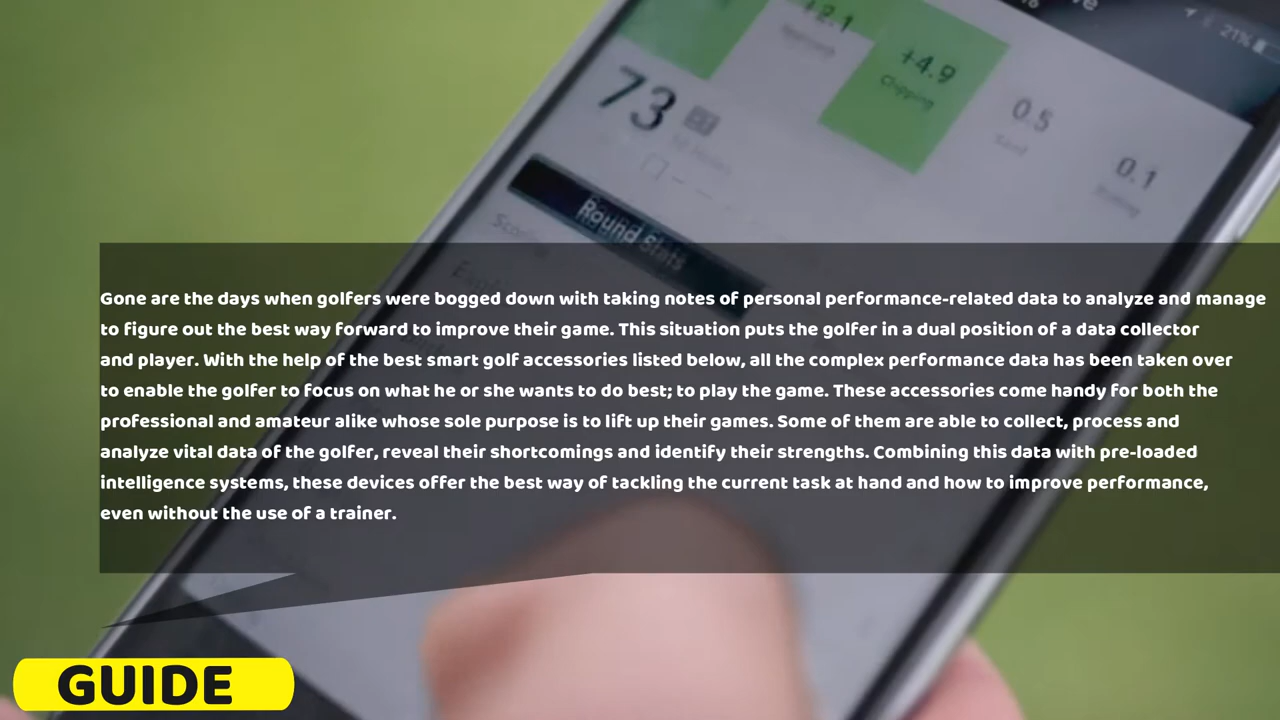 +2.1
21%
+4.9
Chipping
73
0.5
0.1
Round Stats
Gone are the days when golfers were bogged down with taking notes of personal performance-related data to analyze and manage
to figure out the best way forward to improve their game. This situation puts the golfer in a dual position of a data collector
and player. With the help of the best smart golf accessories listed below, all the complex performance data has been taken over
to enable the golfer to focus on what he or she wants to do best; to play the game. These accessories come handy for both the
professional and amateur alike whose sole purpose is to lift up their games. Some of them are able to collect, process and
analyze vital data of the golfer, reveal their shortcomings and identify their strengths. Combining this data with pre-loaded
intelligence systems, these devices offer the best way of tackling the current task at hand and how to improve performance,
even without the use of a trainer.
GUIDE